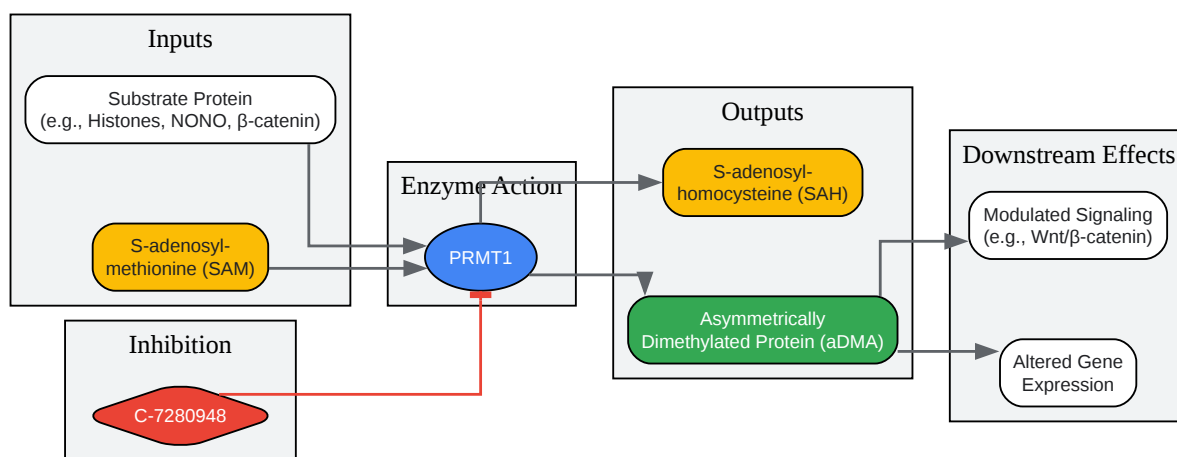 Inputs
Substrate Protein
(e.g., Histones, NONO, β-catenin)
S-adenosyl-
methionine (SAM)
Inhibition
C-7280948
Enzyme Action
PRMT1
Outputs
S-adenosyl-
homocysteine (SAH)
Asymmetrically
Dimethylated Protein (aDMA)
Downstream Effects
Modulated Signaling
(e.g., Wnt/β-catenin)
Altered Gene
Expression